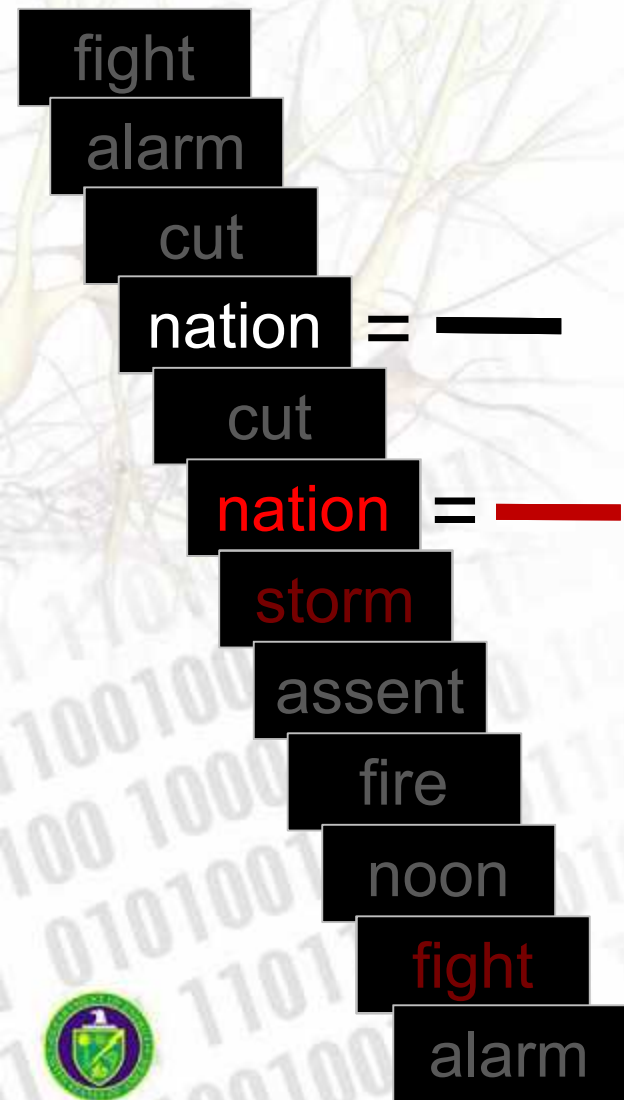 fight
alarm
cut
nation =
cut
nation =
storm
assent
fire
noon
fight
alarm